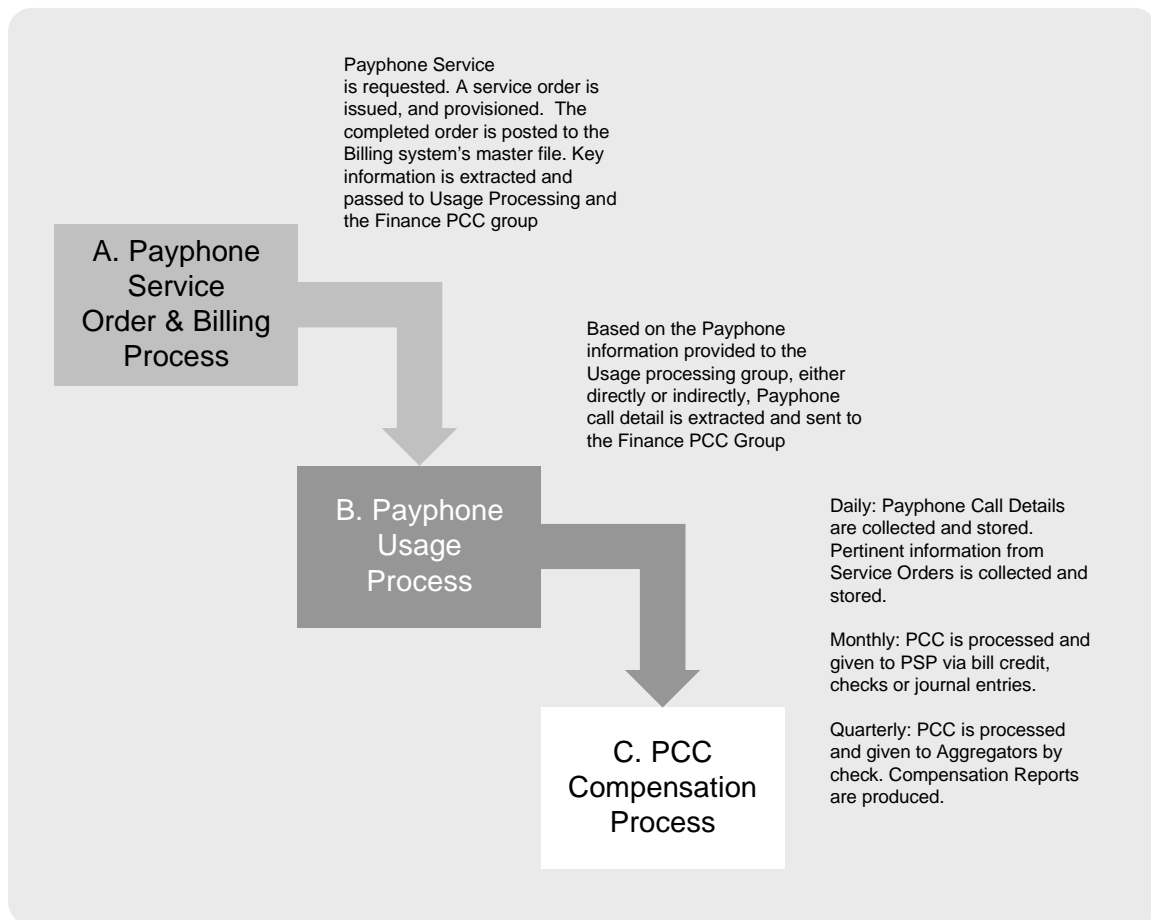 Payphone Service
is requested. A service order is
issued, and provisioned.  The
completed order is posted to the
Billing system's master file. Key
information is extracted and
passed to Usage Processing and
the Finance PCC group
A. Payphone
Service
Order & Billing
Process
Based on the Payphone
information provided to the
Usage processing group, either
directly or indirectly, Payphone
call detail is extracted and sent to
the Finance PCC Group
B. Payphone
Usage
Process
Daily: Payphone Call Details
are collected and stored.
Pertinent information from
Service Orders is collected and
stored.
Monthly: PCC is processed and
given to PSP via bill credit,
checks or journal entries.
Quarterly: PCC is processed
and given to Aggregators by
check. Compensation Reports
are produced.
C. PCC
Compensation
Process